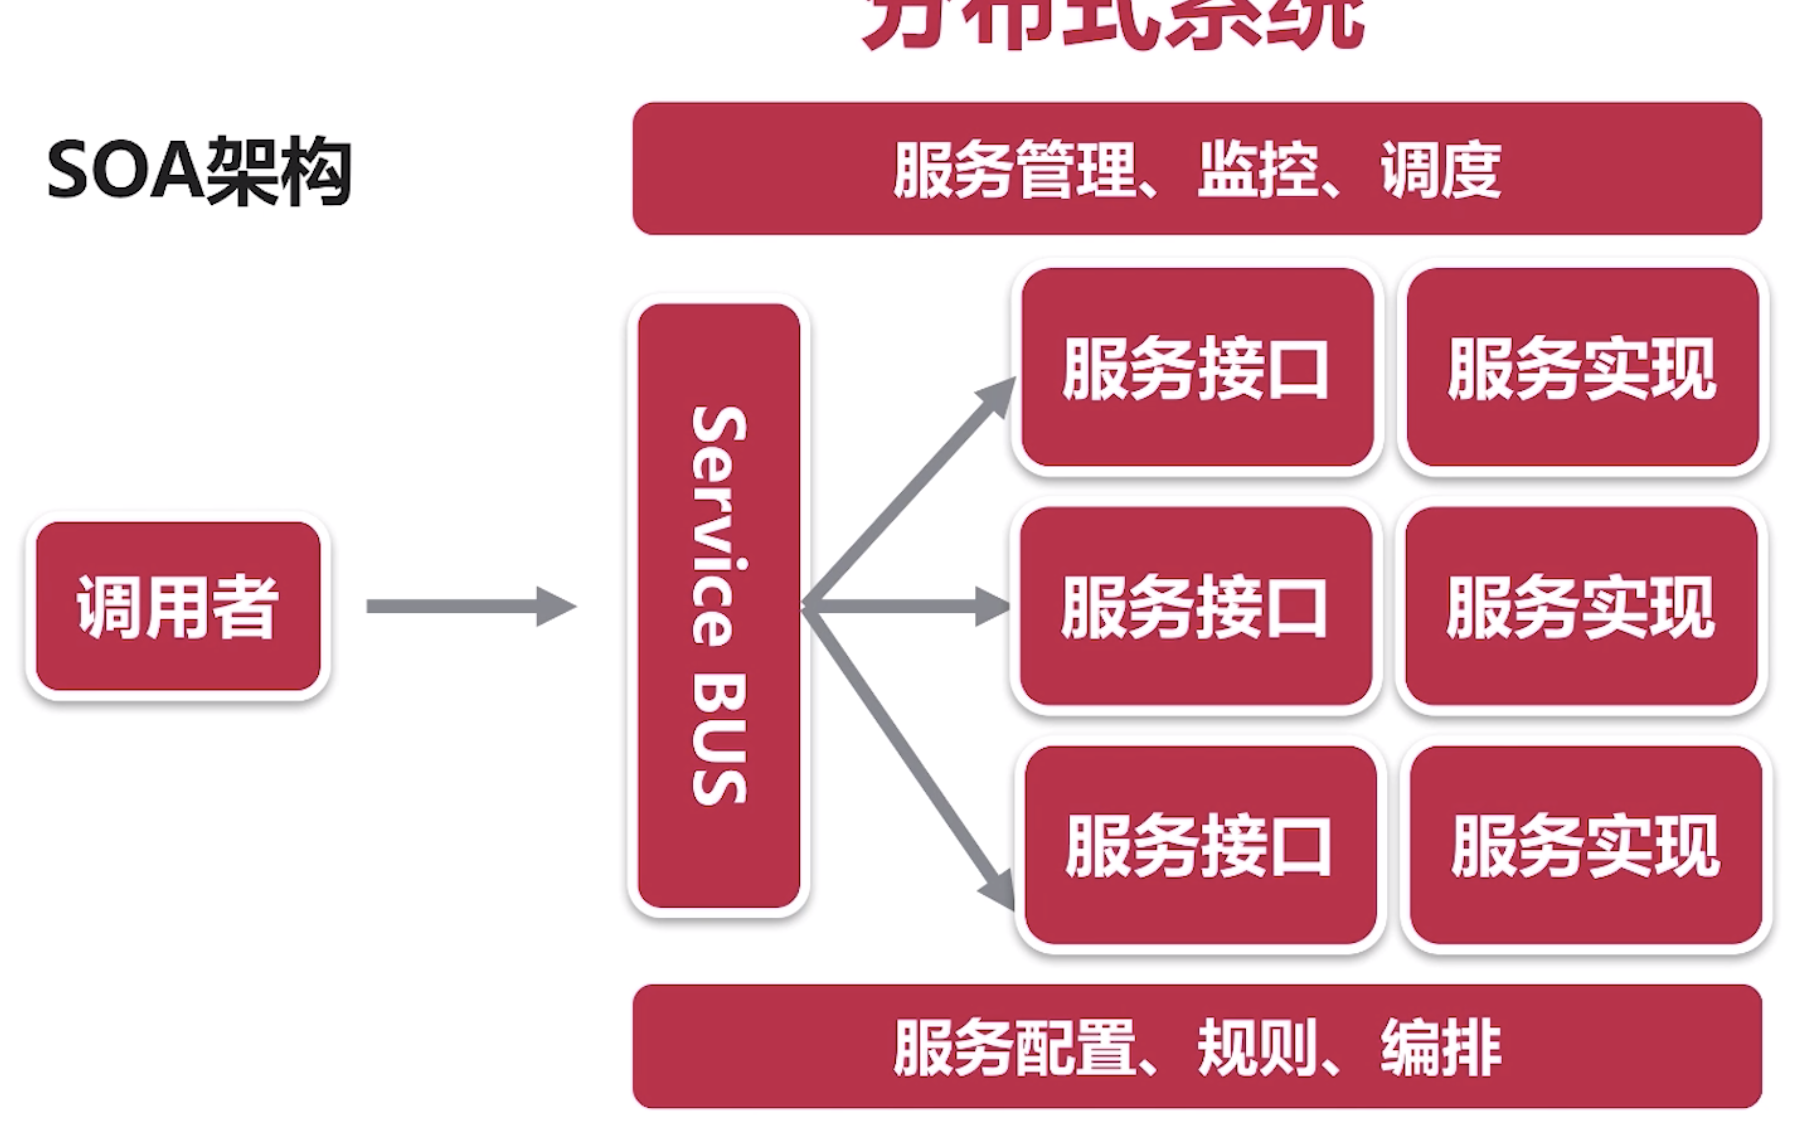 分布式系统
SOA架构
服务管理、监控、调度
调用者
Service BUS
服务接口
服务实现
服务接口
服务实现
服务接口
服务实现
服务配置、规则、编排